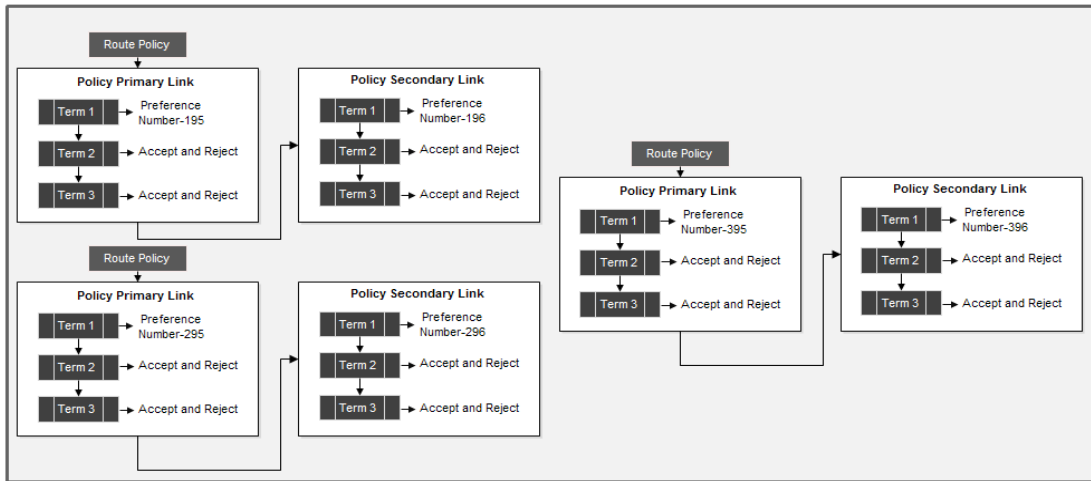 Route Policy
Policy Primary Link
Term 1
Preference
Number-195
Term 2
Accept and Reject
Term 3
Accept and Reject
Policy Secondary Link
Term 1
Preference
Number-196
Term 2
Accept and Reject
Term 3
Accept and Reject
Route Policy
Policy Primary Link
Term 1
Preference
Number-295
Term 2
Accept and Reject
Term 3
Accept and Reject
Policy Secondary Link
Term 1
Preference
Number-296
Term 2
Accept and Reject
Term 3
Accept and Reject
Route Policy
Policy Primary Link
Term 1
Preference
Number-395
Term 2
Accept and Reject
Term 3
Accept and Reject
Policy Secondary Link
Term 1
Preference
Number-396
Term 2
Accept and Reject
Term 3
Accept and Reject